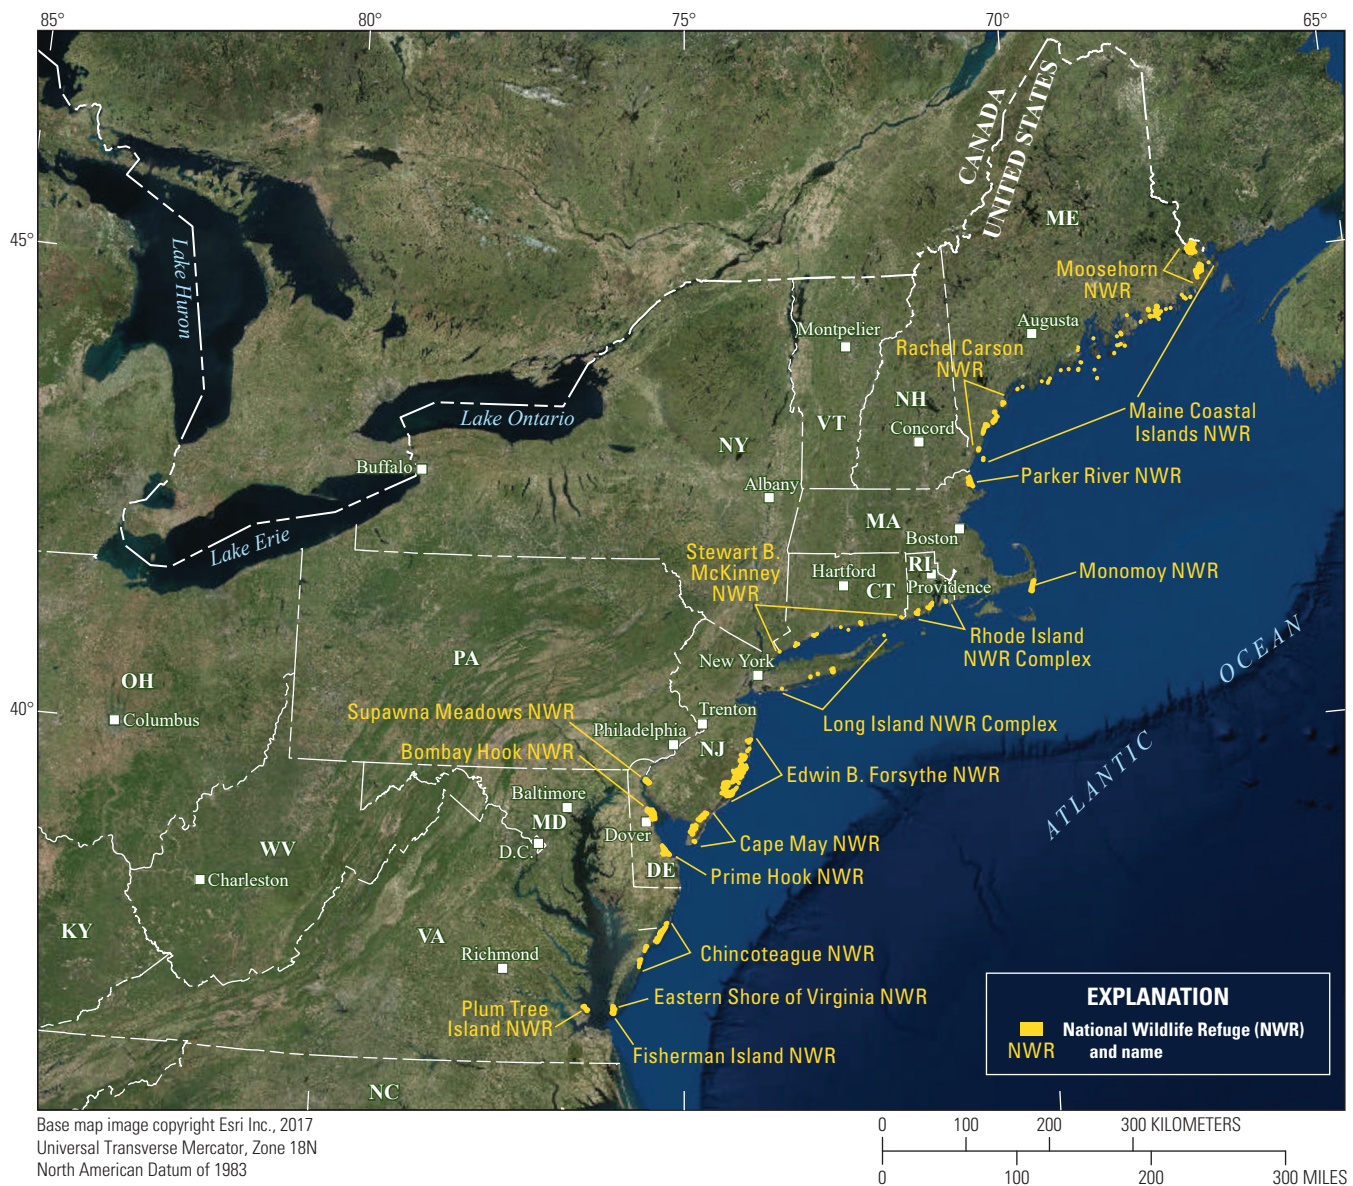 85°
80°
75°
70°
65°
45°
40°
CANADA
UNITED STATES
ME
Lake Huron
Moosehorn
NWR
Augusta
Montpelier
Rachel Carson
NWR
NH
Concord
VT
Maine Coastal
Islands NWR
Lake Ontario
NY
Buffalo
Albany
Parker River NWR
MA
Boston
Lake Erie
Stewart B.
McKinney
NWR
Hartford
CT
RI
Providence
Monomoy NWR
Rhode Island
NWR Complex
PA
New York
OH
Columbus
Supawna Meadows NWR
Trenton
Philadelphia
Long Island NWR Complex
Bombay Hook NWR
NJ
Edwin B. Forsythe NWR
ATLANTIC
OCEAN
Baltimore
MD
Dover
D.C.
Cape May NWR
WV
DE
Prime Hook NWR
Charleston
KY
VA
Richmond
Chincoteague NWR
Eastern Shore of Virginia NWR
Plum Tree
Island NWR
Fisherman Island NWR
NC
EXPLANATION
NWR
National Wildlife Refuge (NWR)
and name
Base map image copyright Esri Inc., 2017
Universal Transverse Mercator, Zone 18N
North American Datum of 1983
0 100 200 300 KILOMETERS
0 100 200 300 MILES